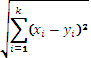 √∑_{i=1}^{k}(x_i − y_i)²